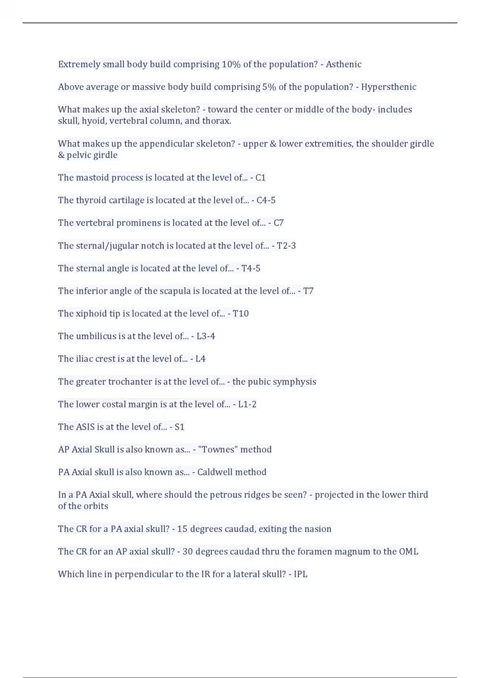 Extremely small body build comprising 10% of the population? - Asthenic
Above average or massive body build comprising 5% of the population? - Hypersthenic
What makes up the axial skeleton? - toward the center or middle of the body- includes
skull, hyoid, vertebral column, and thorax.
What makes up the appendicular skeleton? - upper & lower extremities, the shoulder girdle
& pelvic girdle
The mastoid process is located at the level of... - C1
The thyroid cartilage is located at the level of... - C4-5
The vertebral prominens is located at the level of... - C7
The sternal/jugular notch is located at the level of... - T2-3
The sternal angle is located at the level of... - T4-5
The inferior angle of the scapula is located at the level of... - T7
The xiphoid tip is located at the level of... - T10
The umbilicus is at the level of... - L3-4
The iliac crest is at the level of... - L4
The greater trochanter is at the level of... - the pubic symphysis
The lower costal margin is at the level of... - L1-2
The ASIS is at the level of... - S1
AP Axial Skull is also known as... - "Townes" method
PA Axial skull is also known as... - Caldwell method
In a PA Axial skull, where should the petrous ridges be seen? - projected in the lower third
of the orbits
The CR for a PA axial skull? - 15 degrees caudad, exiting the nasion
The CR for an AP axial skull? - 30 degrees caudad thru the foramen magnum to the OML
Which line in perpendicular to the IR for a lateral skull? - IPL